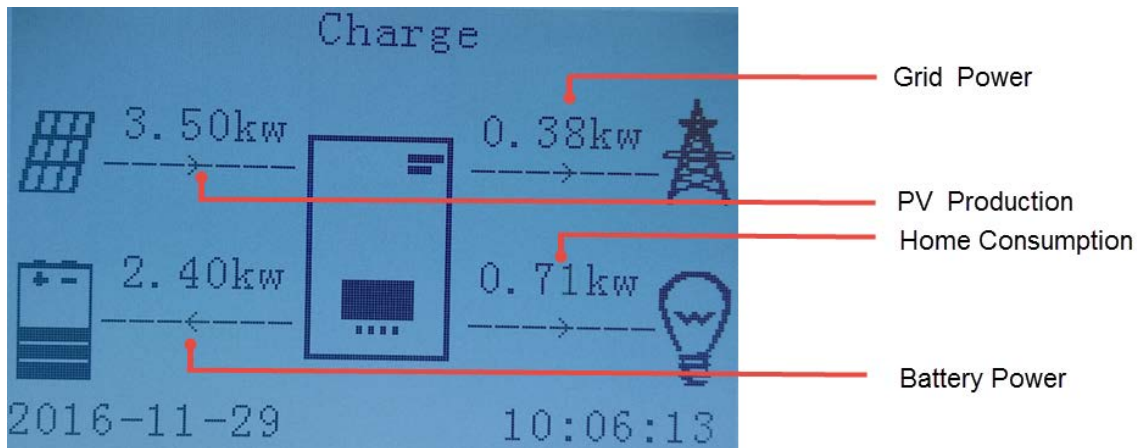 Charge
Grid Power
3.50kw
0.38kw
PV Production
Home Consumption
2.40kw
0.71kw
Battery Power
2016-11-29
10:06:13